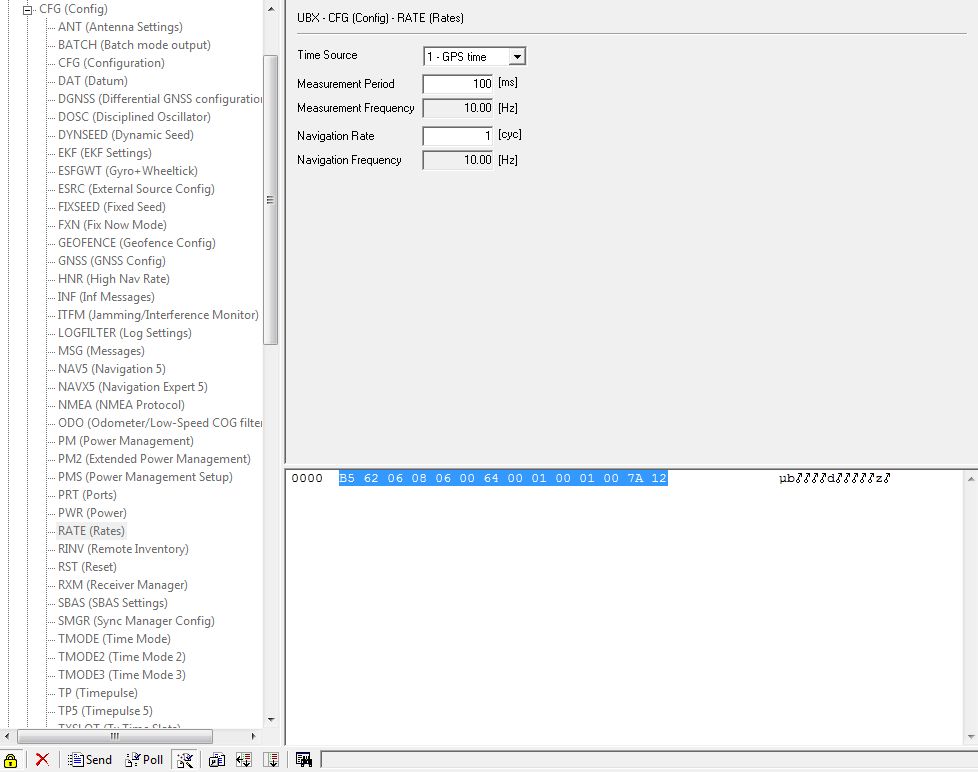 CFG (Config)
ANT (Antenna Settings)
BATCH (Batch mode output)
CFG (Configuration)
DAT (Datum)
DGNSS (Differential GNSS configuration
DOSC (Disciplined Oscillator)
DYNSEED (Dynamic Seed)
EKF (EKF Settings)
ESFGWT (Gyro+Wheeltick)
ESRC (External Source Config)
FIXSEED (Fixed Seed)
FXN (Fix Now Mode)
GEOFENCE (Geofence Config)
GNSS (GNSS Config)
HNR (High Nav Rate)
INF (Inf Messages)
ITFM (Jamming/Interference Monitor)
LOGFILTER (Log Settings)
MSG (Messages)
NAV5 (Navigation 5)
NAVX5 (Navigation Expert 5)
NMEA (NMEA Protocol)
ODO (Odometer/Low-Speed COG filter
PM (Power Management)
PM2 (Extended Power Management)
PMS (Power Management Setup)
PRT (Ports)
PWR (Power)
RATE (Rates)
RINV (Remote Inventory)
RST (Reset)
RXM (Receiver Manager)
SBAS (SBAS Settings)
SMGR (Sync Manager Config)
TMODE (Time Mode)
TMODE2 (Time Mode 2)
TMODE3 (Time Mode 3)
TP (Timepulse)
TP5 (Timepulse 5)
TXSLOT (Tx Time Slots)
UBX - CFG (Config) - RATE (Rates)
Time Source 1 - GPS time
Measurement Period 100 [ms]
Measurement Frequency 10.00 [Hz]
Navigation Rate 1 [cyc]
Navigation Frequency 10.00 [Hz]
0000 B5 62 06 08 06 00 64 00 01 00 01 00 7A 12 µb♪♪♪♪d♪♪♪♪♪z♪
Send Poll